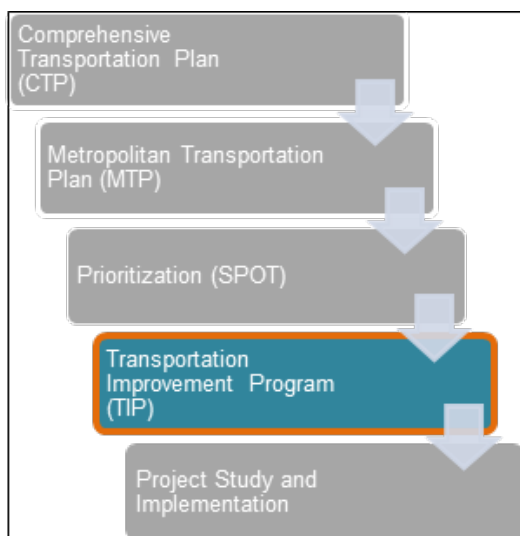 Comprehensive
Transportation Plan
(CTP)
Metropolitan Transportation
Plan (MTP)
Prioritization (SPOT)
Transportation
Improvement Program
(TIP)
Project Study and
Implementation